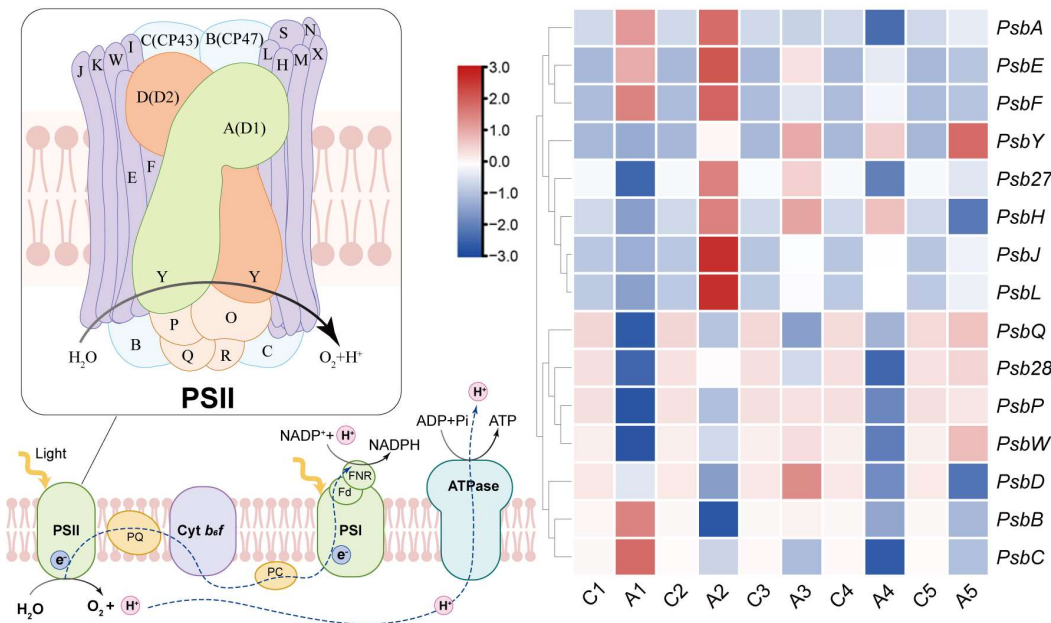 C(CP43) B(CP47) S N
J K W I L H M X
D(D2)
A(D1)
F
E
Y Y
P O
H₂O B Q R C O₂+H⁺
PSII
Light
NADP⁺+ H⁺ NADPH
ADP+Pi H⁺ ATP
FNR
Fd
ATPase
PSII PQ Cyt b₆f PSI
e⁻ e⁻
PC
H₂O O₂ + H⁺ H⁺
3.0
2.0
1.0
0.0
−1.0
−2.0
−3.0
PsbA
PsbE
PsbF
PsbY
Psb27
PsbH
PsbJ
PsbL
PsbQ
Psb28
PsbP
PsbW
PsbD
PsbB
PsbC
C1 A1 C2 A2 C3 A3 C4 A4 C5 A5